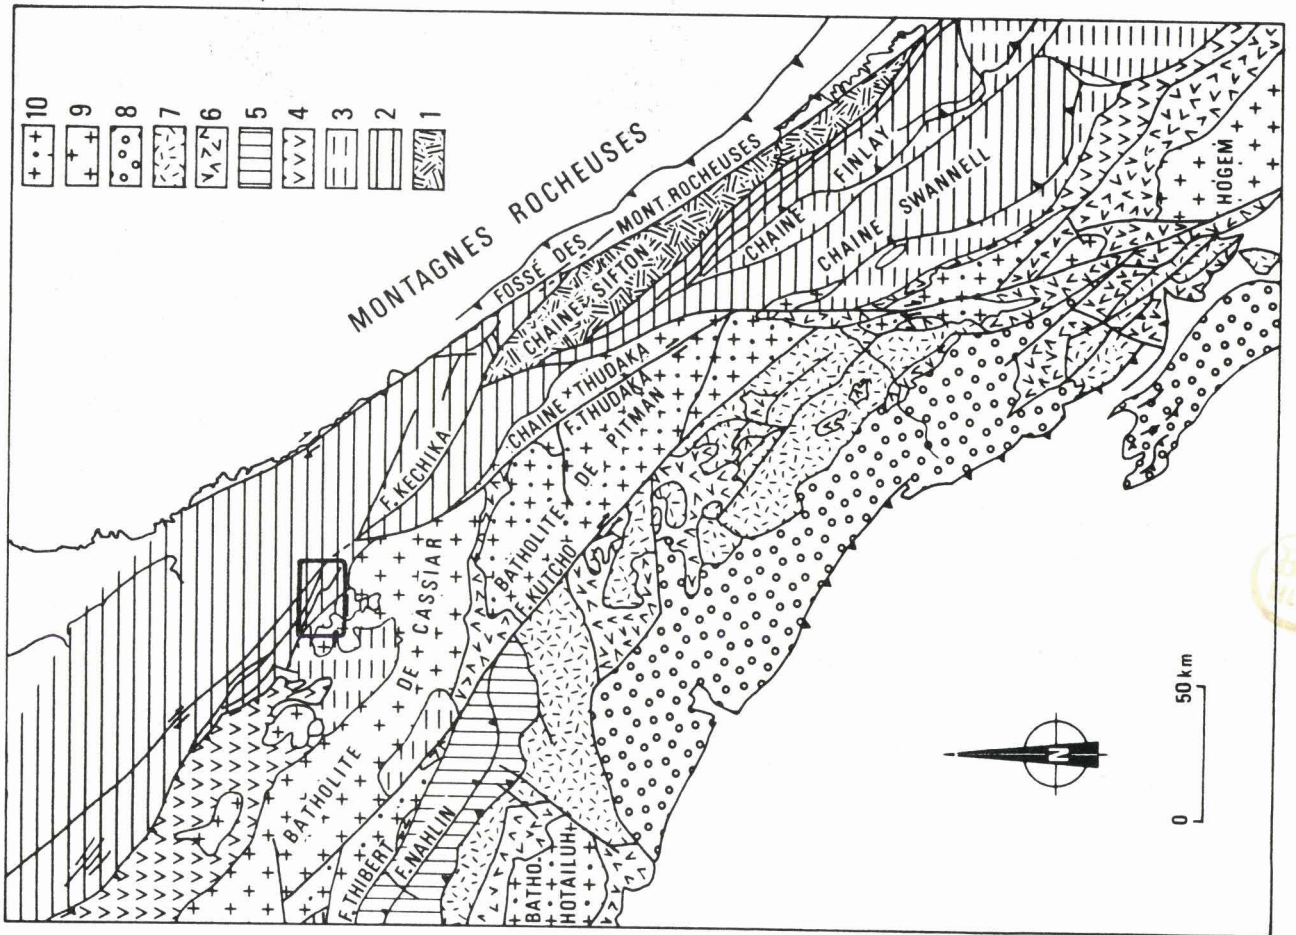 10
9
8
7
6
5
4
3
2
1
MONTAGNES ROCHEUSES
FOSSE DES MONT. ROCHEUSES
CHAINE SIFTON
CHAINE FINLAY
CHAINE SWANNELL
HOGEM
F. KECHIKA
CHAINE THUDAKA
F. THUDAKA
BATHOLITE DE PITMAN
F. KUTCHO
BATHOLITE DE CASSIAR
F. THIBERT
F. NAHLIN
BATHO.
HOTAILUH
N
0 50 km